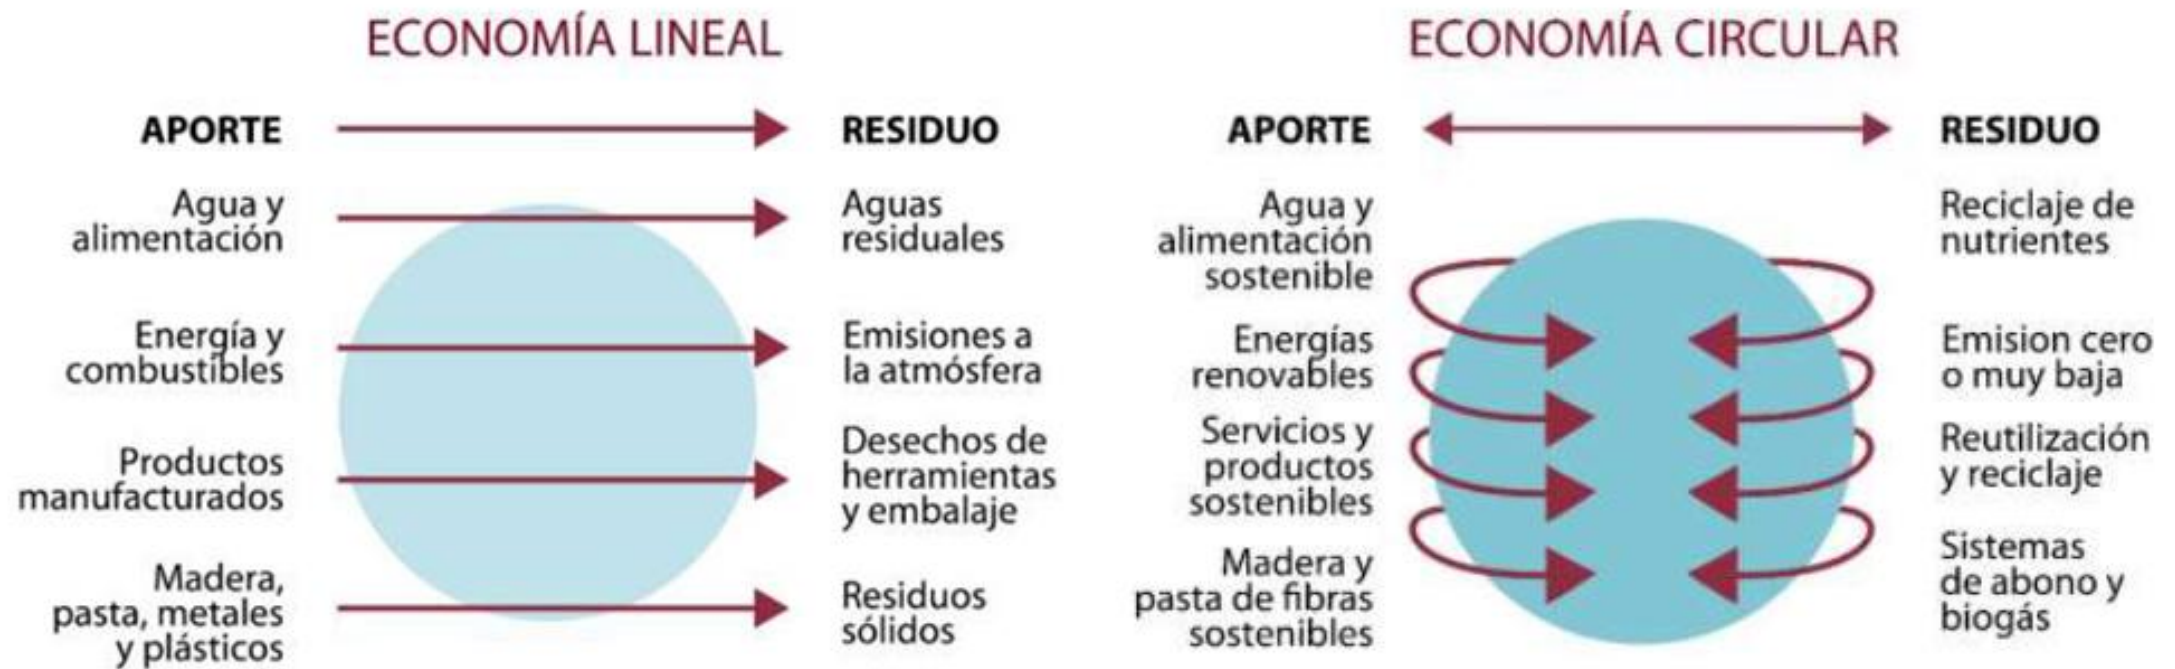 ECONOMÍA LINEAL
APORTE
RESIDUO
Agua y
alimentación
Aguas
residuales
Energía y
combustibles
Emisiones a
la atmósfera
Productos
manufacturados
Desechos de
herramientas
y embalaje
Madera,
pasta, metales
y plásticos
Residuos
sólidos
ECONOMÍA CIRCULAR
APORTE
RESIDUO
Agua y
alimentación
sostenible
Reciclaje de
nutrientes
Energías
renovables
Emision cero
o muy baja
Servicios y
productos
sostenibles
Reutilización
y reciclaje
Madera y
pasta de fibras
sostenibles
Sistemas
de abono y
biogás